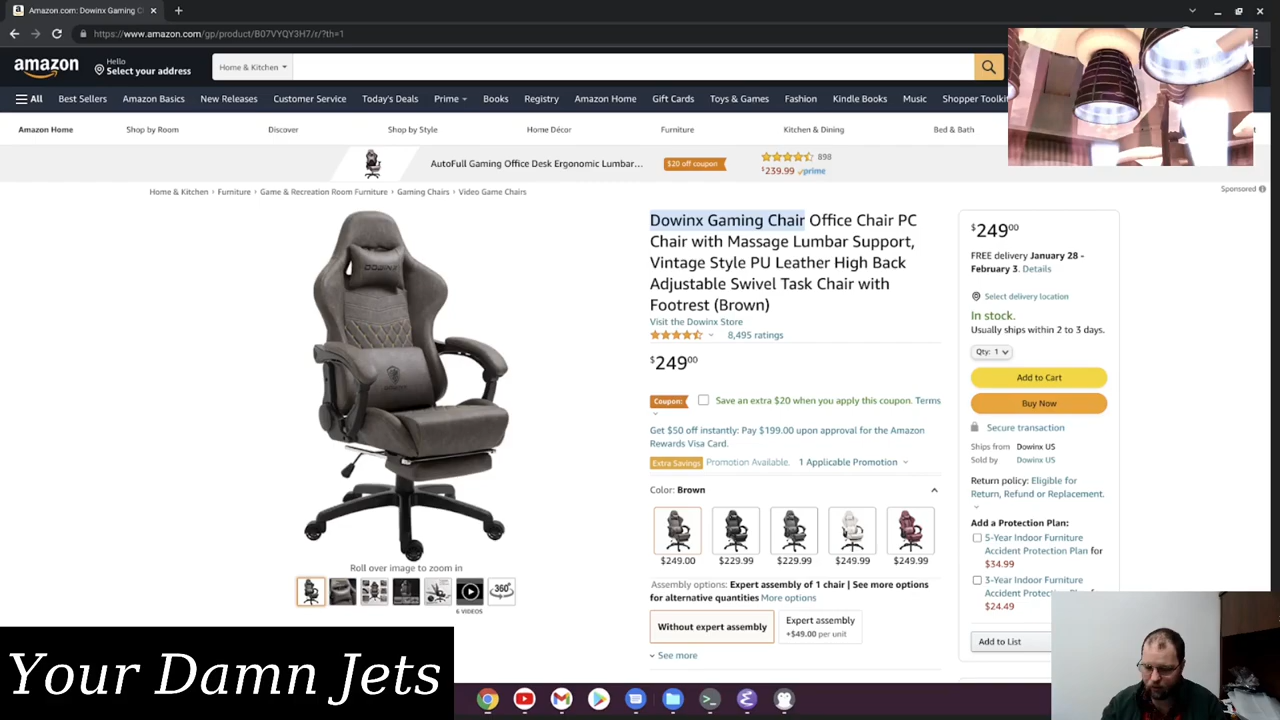 Amazon.com: Dowinx Gaming C
https://www.amazon.com/gp/product/B07VYQY3H7/r/?th=1
amazon
Hello
Select your address
Home & Kitchen
All Best Sellers Amazon Basics New Releases Customer Service Today's Deals Prime Books Registry Amazon Home Gift Cards Toys & Games Fashion Kindle Books Music Shopper Toolki
Amazon Home Shop by Room Discover Shop by Style Home Décor Furniture Kitchen & Dining Bed & Bath
AutoFull Gaming Office Desk Ergonomic Lumbar... $20 off coupon 898
$239.99 prime
Home & Kitchen › Furniture › Game & Recreation Room Furniture › Gaming Chairs › Video Game Chairs
Sponsored
DOWINX
Roll over image to zoom in
360°
6 VIDEOS
Dowinx Gaming Chair Office Chair PC
Chair with Massage Lumbar Support,
Vintage Style PU Leather High Back
Adjustable Swivel Task Chair with
Footrest (Brown)
Visit the Dowinx Store
8,495 ratings
$249.00
Coupon: Save an extra $20 when you apply this coupon. Terms
Get $50 off instantly: Pay $199.00 upon approval for the Amazon
Rewards Visa Card.
Extra Savings Promotion Available. 1 Applicable Promotion
Color: Brown
$249.00 $229.99 $229.99 $249.99 $249.99
Assembly options: Expert assembly of 1 chair | See more options
for alternative quantities More options
Without expert assembly
Expert assembly
+$49.00 per unit
See more
$249.00
FREE delivery January 28 -
February 3. Details
Select delivery location
In stock.
Usually ships within 2 to 3 days.
Qty: 1
Add to Cart
Buy Now
Secure transaction
Ships from Dowinx US
Sold by Dowinx US
Return policy: Eligible for
Return, Refund or Replacement.
Add a Protection Plan:
5-Year Indoor Furniture
Accident Protection Plan for
$34.99
3-Year Indoor Furniture
Accident Protec
$24.49
Add to List
Your Damn Jets